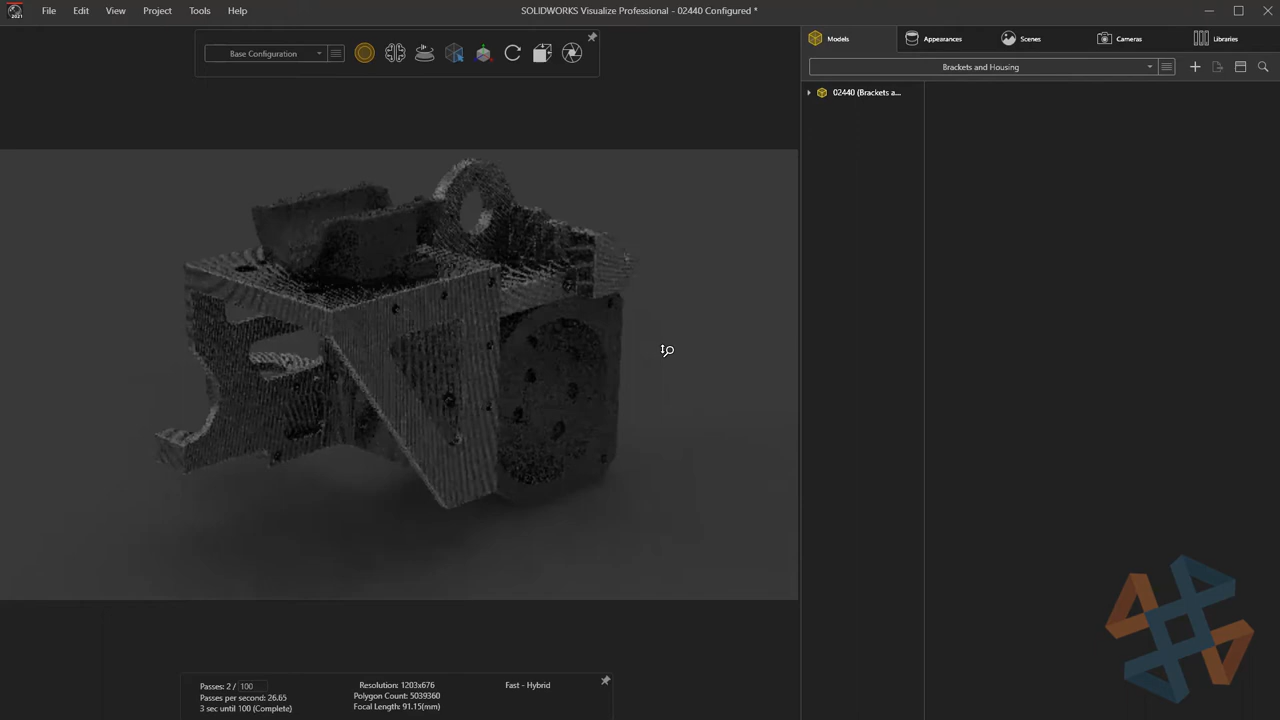 2021
File Edit View Project Tools Help
SOLIDWORKS Visualize Professional - 02440 Configured *
Base Configuration
Models Appearances Scenes Cameras Libraries
Brackets and Housing
02440 (Brackets a...
Passes: 2 / 100
Passes per second: 26.65
3 sec until 100 (Complete)
Resolution: 1203x676
Polygon Count: 5039360
Focal Length: 91.15(mm)
Fast - Hybrid